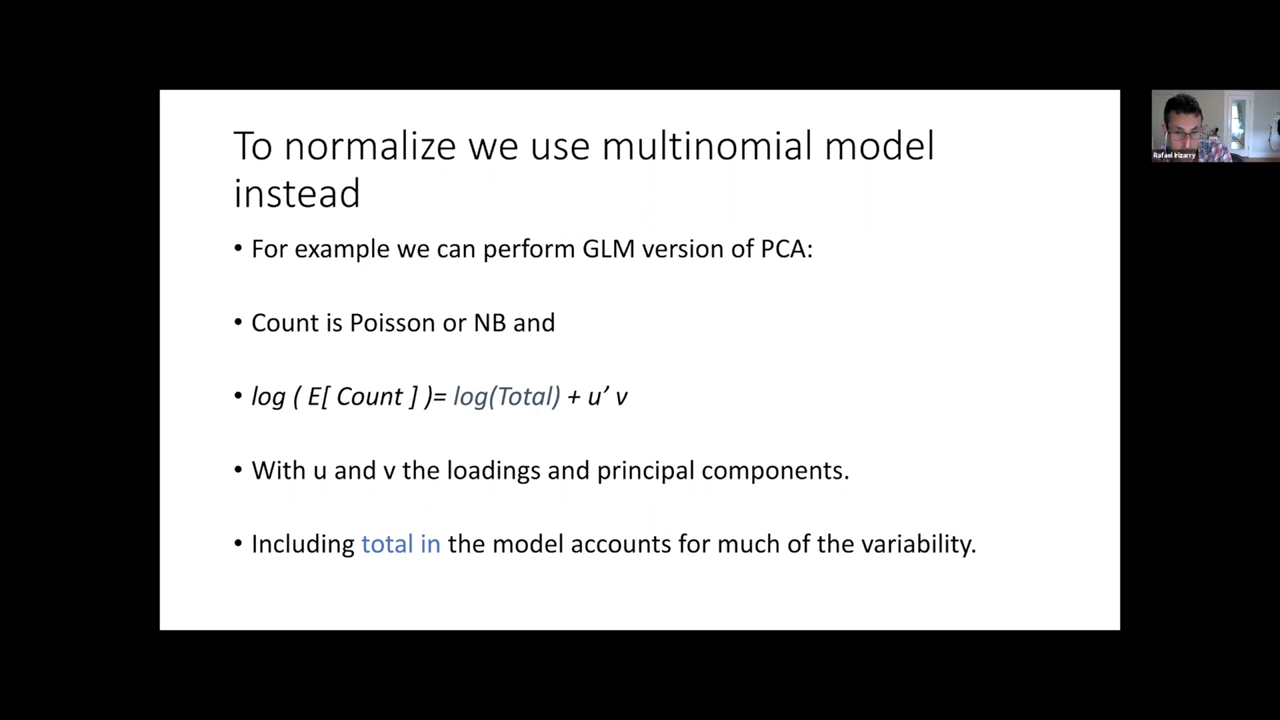 To normalize we use multinomial model
instead
• For example we can perform GLM version of PCA:
• Count is Poisson or NB and
• log ( E[ Count ] )= log(Total) + u’ v
• With u and v the loadings and principal components.
• Including total in the model accounts for much of the variability.
Rafael Irizarry